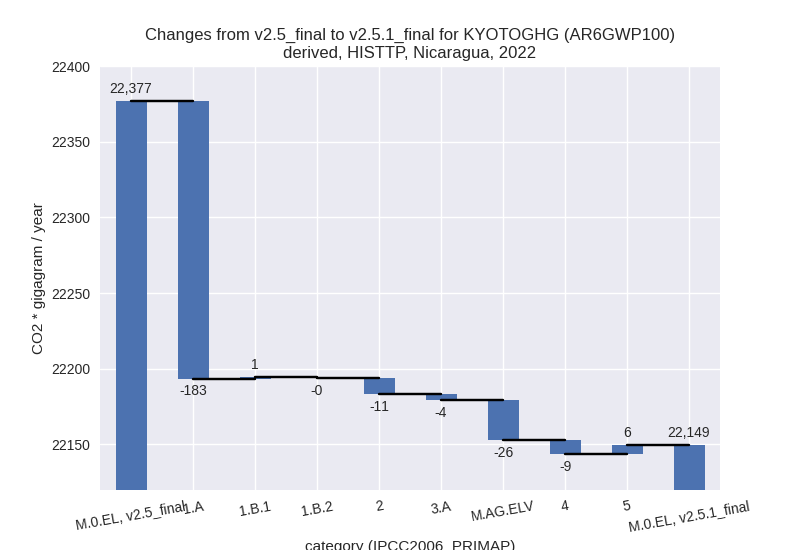 Changes from v2.5_final to v2.5.1_final for KYOTOGHG (AR6GWP100)
derived, HISTTP, Nicaragua, 2022
22400
22350
22300
22250
22200
22150
CO2 * gigagram / year
22,377
-183
1
-0
-11
-4
-26
-9
6
22,149
M.0.EL, v2.5_final
1.A
1.B.1
1.B.2
2
3.A
M.AG.ELV
4
5
M.0.EL, v2.5.1_final
category (IPCC2006_PRIMAP)